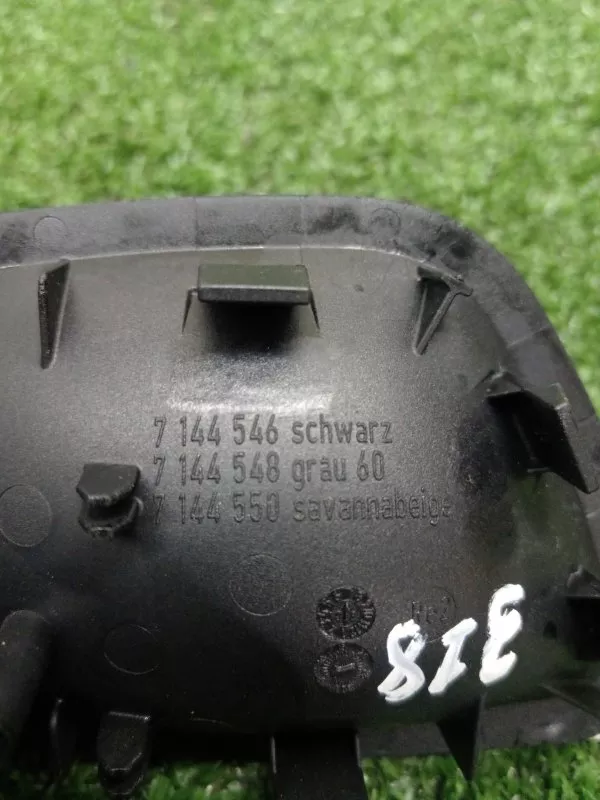 7 144 546 schwarz
7 144 548 grau 60
7 144 550 savannabeige
318